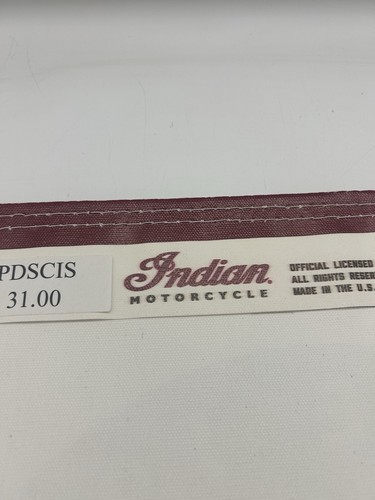 PDSCIS
31.00
Indian.
MOTORCYCLE
OFFICIAL LICENSED
ALL RIGHTS RESER
MADE IN THE U.S.